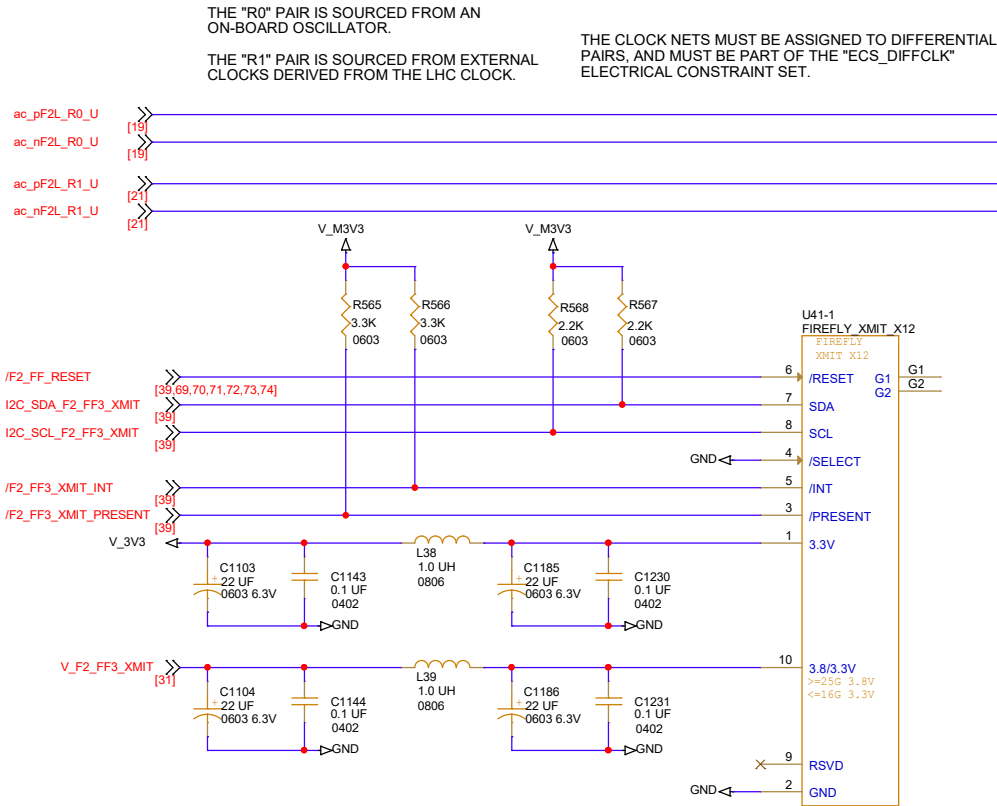 THE "R0" PAIR IS SOURCED FROM AN
ON-BOARD OSCILLATOR.
THE "R1" PAIR IS SOURCED FROM EXTERNAL
CLOCKS DERIVED FROM THE LHC CLOCK.
THE CLOCK NETS MUST BE ASSIGNED TO DIFFERENTIAL
PAIRS, AND MUST BE PART OF THE "ECS_DIFFCLK"
ELECTRICAL CONSTRAINT SET.
ac_pF2L_R0_U
[19]
ac_nF2L_R0_U
[19]
ac_pF2L_R1_U
[21]
ac_nF2L_R1_U
[21]
V_M3V3
V_M3V3
R565
3.3K
0603
R566
3.3K
0603
R568
2.2K
0603
R567
2.2K
0603
U41-1
FIREFLY_XMIT_X12
FIREFLY
XMIT X12
/F2_FF_RESET
[39,69,70,71,72,73,74]
6 /RESET
G1 G1
G2 G2
I2C_SDA_F2_FF3_XMIT
[39]
7 SDA
I2C_SCL_F2_FF3_XMIT
[39]
8 SCL
GND 4 /SELECT
/F2_FF3_XMIT_INT
[39]
5 /INT
/F2_FF3_XMIT_PRESENT
[39]
3 /PRESENT
V_3V3
1 3.3V
C1103
22 UF
0603 6.3V
C1143
0.1 UF
0402
L38
1.0 UH
0806
C1185
22 UF
0603 6.3V
C1230
0.1 UF
0402
GND
GND
V_F2_FF3_XMIT
[31]
10 3.8/3.3V
>=25G 3.8V
<=16G 3.3V
C1104
22 UF
0603 6.3V
C1144
0.1 UF
0402
L39
1.0 UH
0806
C1186
22 UF
0603 6.3V
C1231
0.1 UF
0402
GND
GND
9 RSVD
GND 2 GND